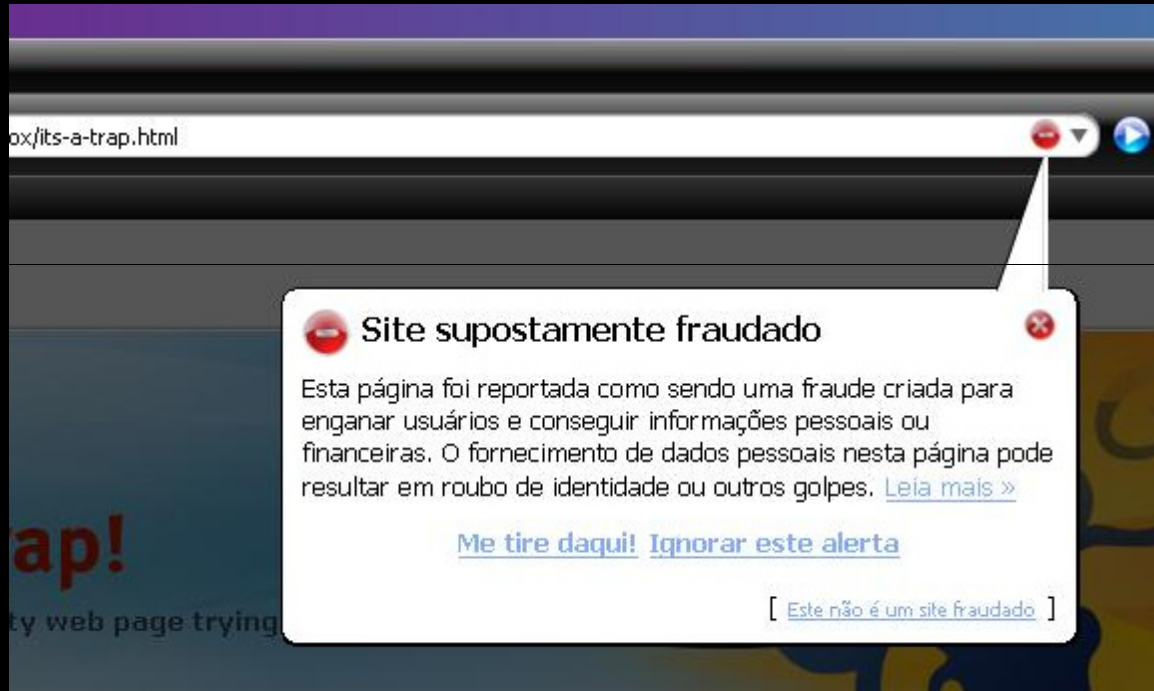 ox/its-a-trap.html
Site supostamente fraudado
Esta página foi reportada como sendo uma fraude criada para
enganar usuários e conseguir informações pessoais ou
financeiras. O fornecimento de dados pessoais nesta página pode
resultar em roubo de identidade ou outros golpes. Leia mais »
Me tire daqui! Ignorar este alerta
[ Este não é um site fraudado ]
rap!
ty web page trying